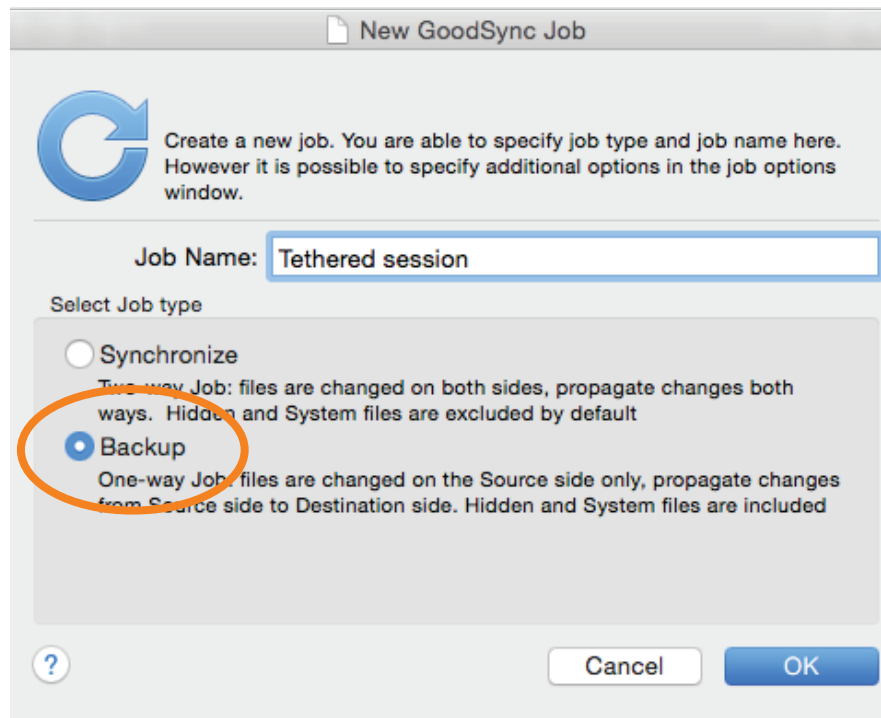 New GoodSync Job
Create a new job. You are able to specify job type and job name here.
However it is possible to specify additional options in the job options
window.
Job Name: Tethered session
Select Job type
Synchronize
Two-way Job: files are changed on both sides, propagate changes both
ways. Hidden and System files are excluded by default
Backup
One-way Job: files are changed on the Source side only, propagate changes
from Source side to Destination side. Hidden and System files are included
? Cancel OK